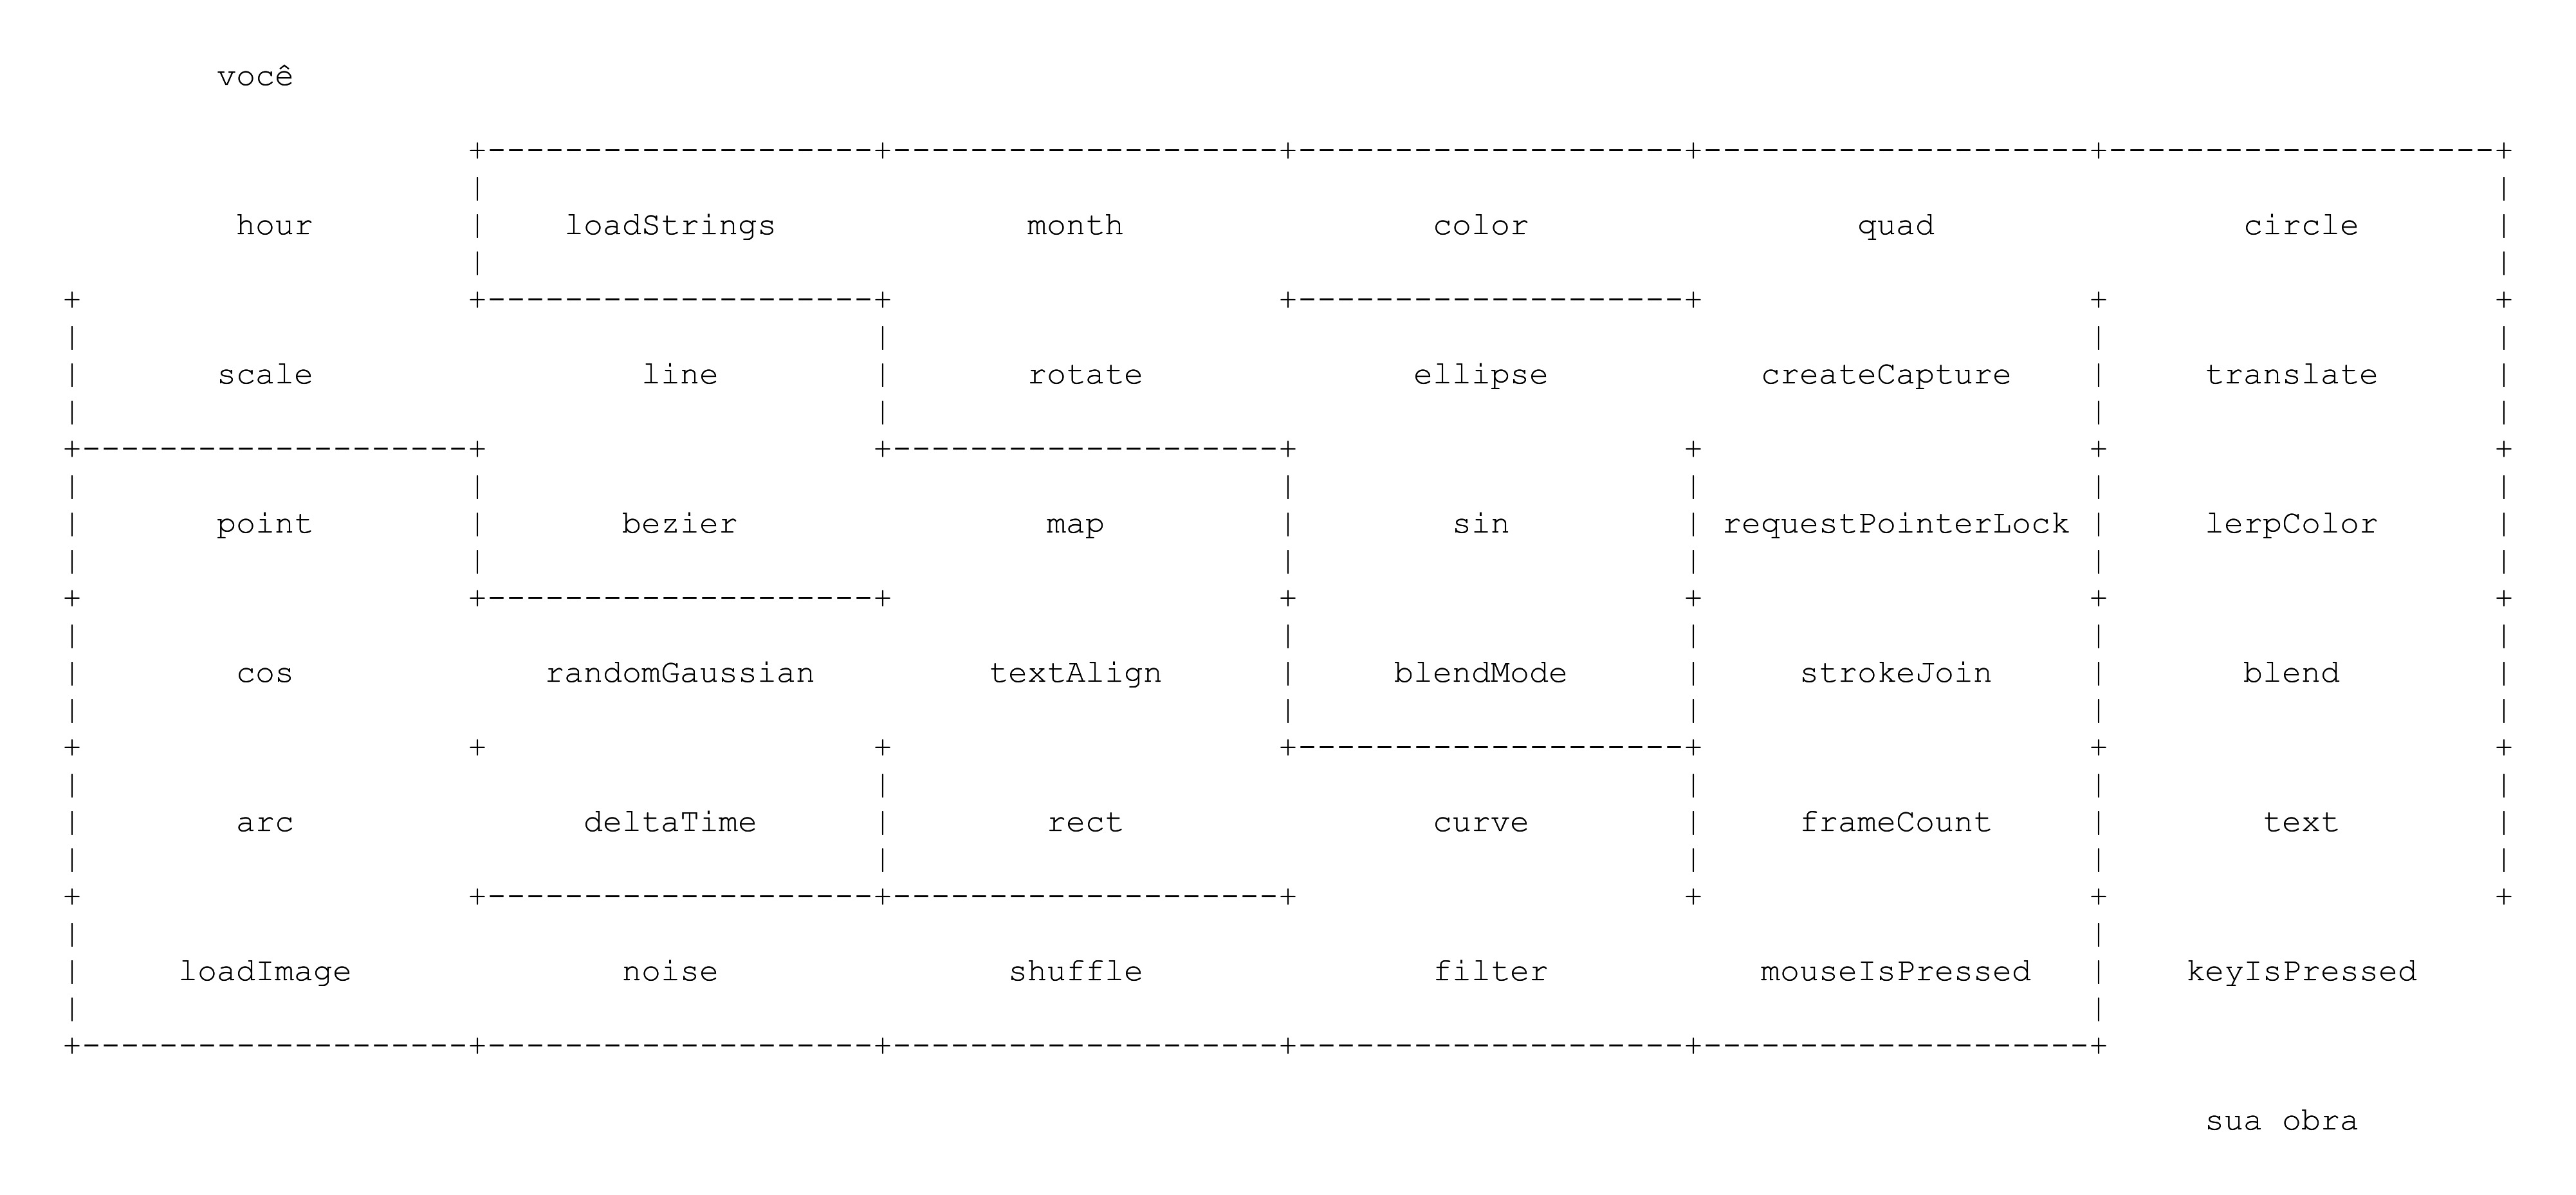 você
hour loadStrings month color quad circle
scale line rotate ellipse createCapture translate
point bezier map sin requestPointerLock lerpColor
cos randomGaussian textAlign blendMode strokeJoin blend
arc deltaTime rect curve frameCount text
loadImage noise shuffle filter mouseIsPressed keyIsPressed
sua obra